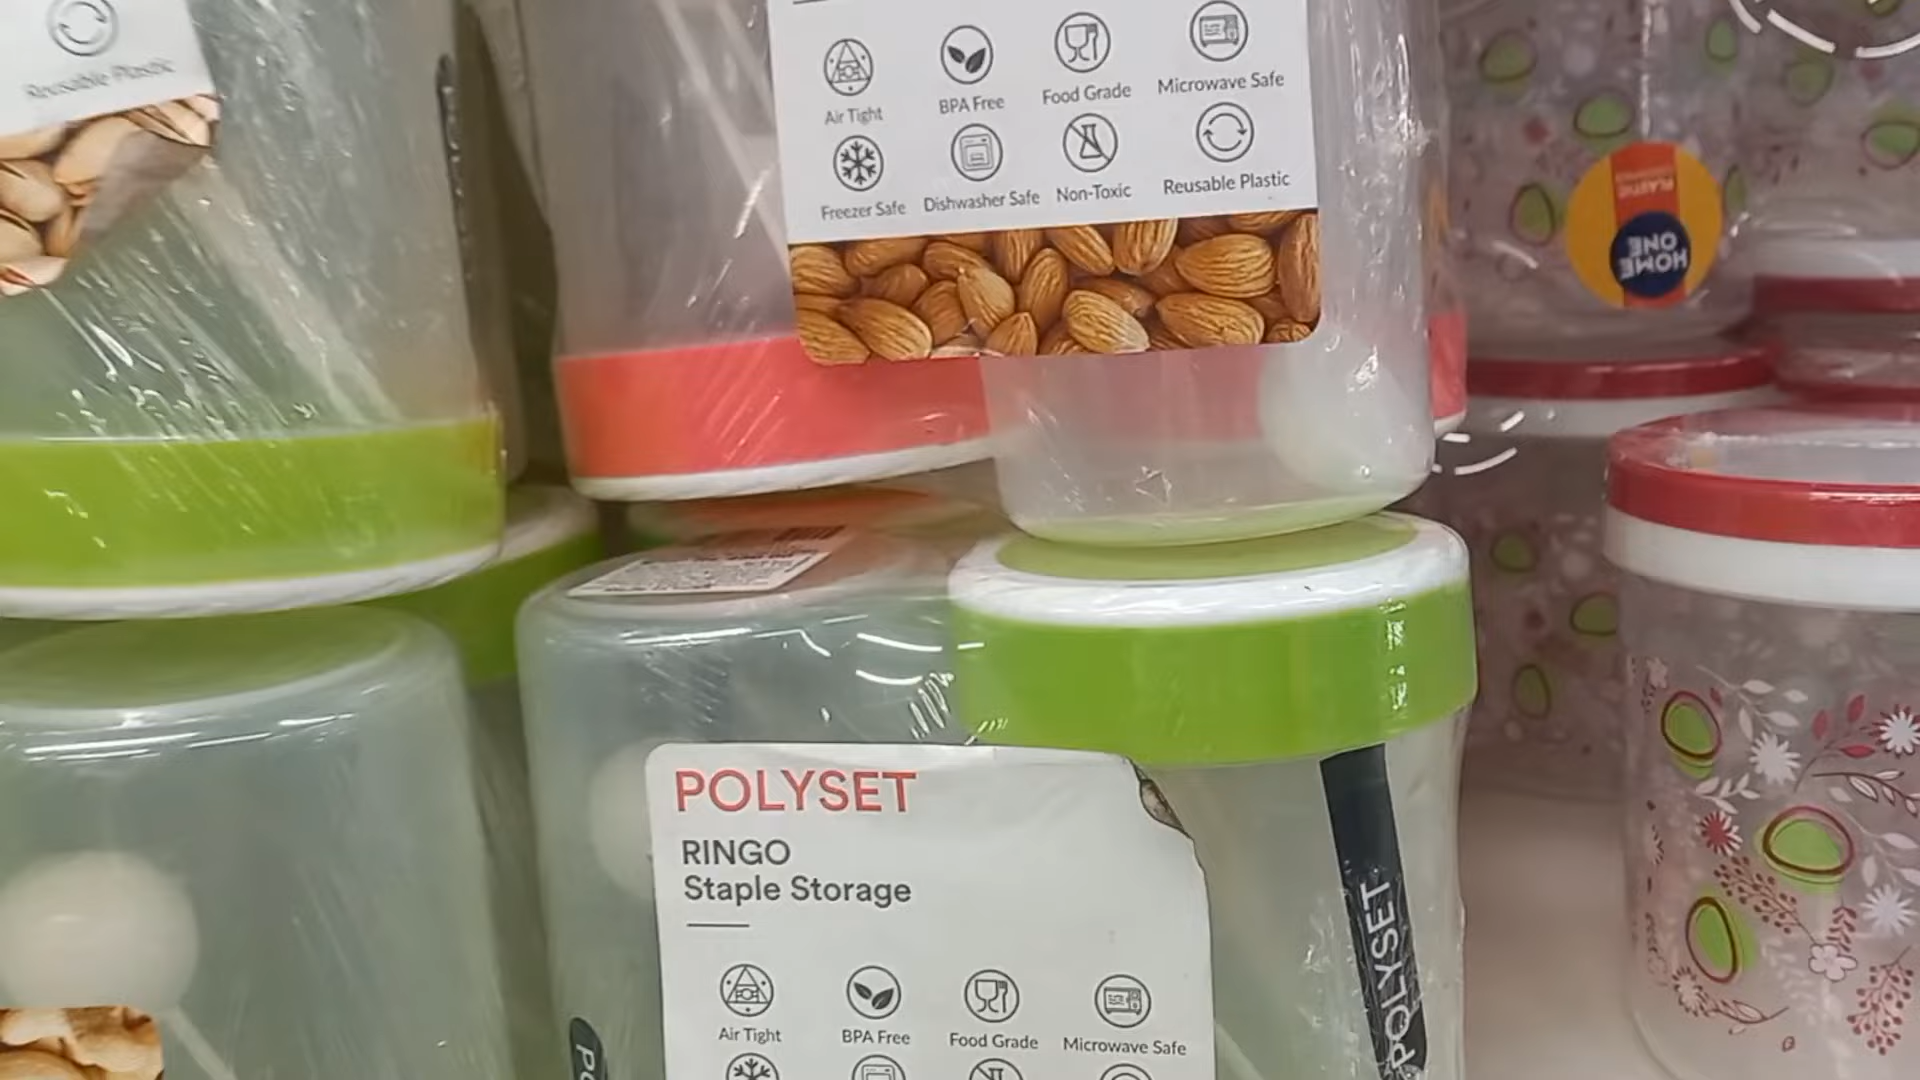 Reusable Plastic
Air Tight
BPA Free
Food Grade
Microwave Safe
Freezer Safe
Dishwasher Safe
Non-Toxic
Reusable Plastic
PLASTIC
HOME
ONE
POLYSET
RINGO
Staple Storage
Air Tight
BPA Free
Food Grade
Microwave Safe
POLYSET